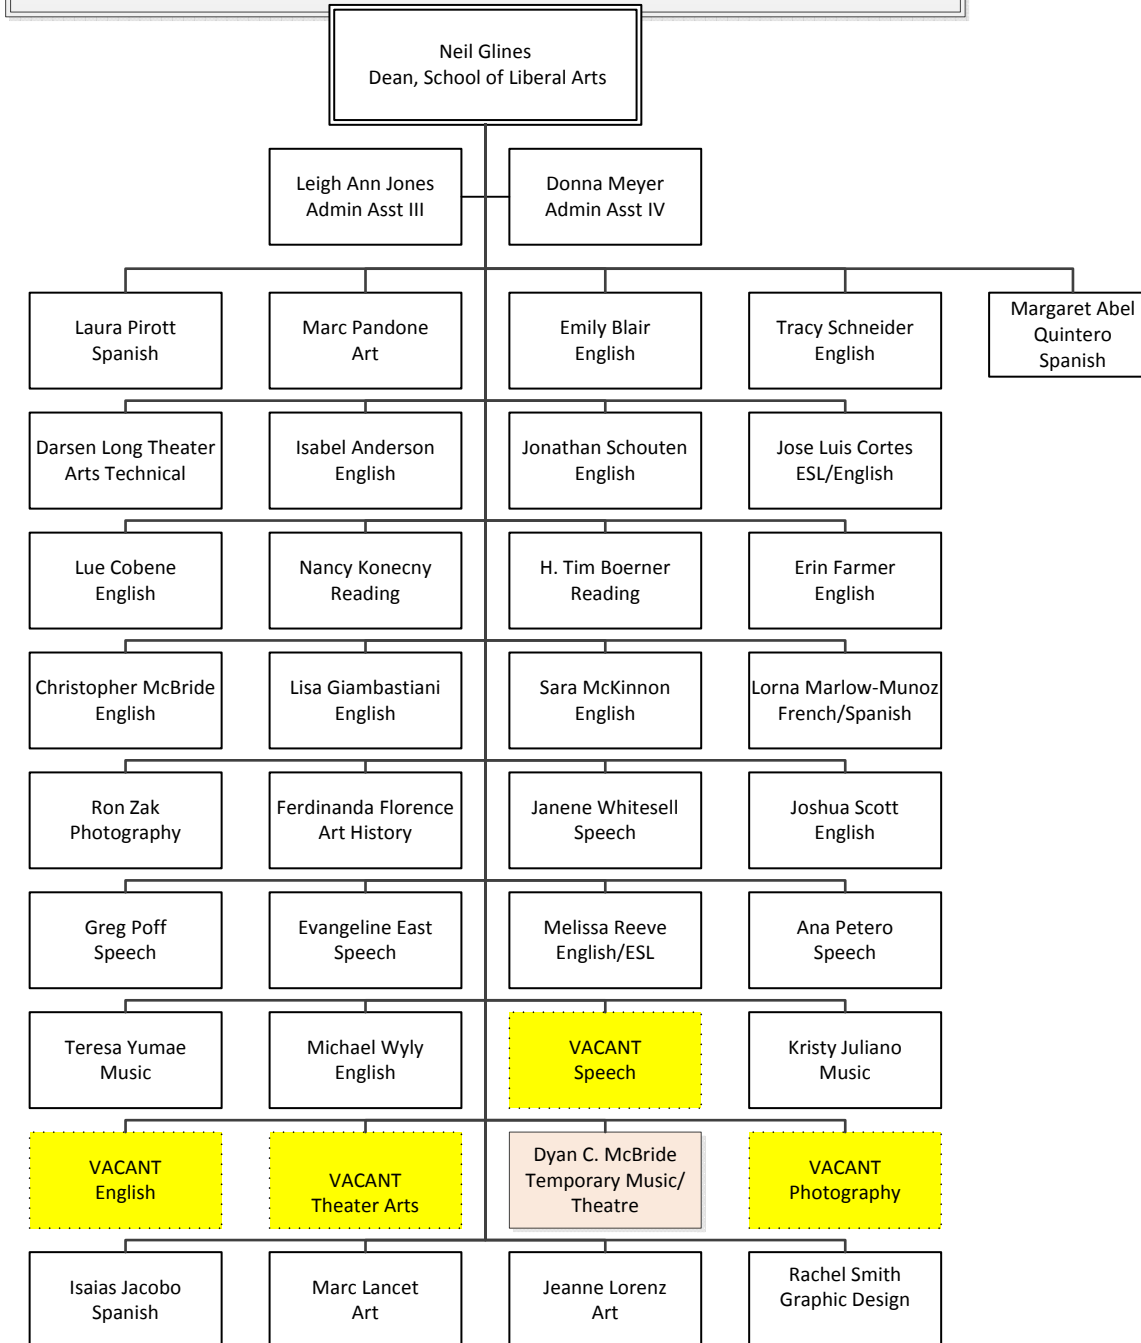 Neil Glines
Dean, School of Liberal Arts
Leigh Ann Jones
Admin Asst III
Donna Meyer
Admin Asst IV
Laura Pirott
Spanish
Marc Pandone
Art
Emily Blair
English
Tracy Schneider
English
Margaret Abel
Quintero
Spanish
Darsen Long Theater
Arts Technical
Isabel Anderson
English
Jonathan Schouten
English
Jose Luis Cortes
ESL/English
Lue Cobene
English
Nancy Konecny
Reading
H. Tim Boerner
Reading
Erin Farmer
English
Christopher McBride
English
Lisa Giambastiani
English
Sara McKinnon
English
Lorna Marlow-Munoz
French/Spanish
Ron Zak
Photography
Ferdinanda Florence
Art History
Janene Whitesell
Speech
Joshua Scott
English
Greg Poff
Speech
Evangeline East
Speech
Melissa Reeve
English/ESL
Ana Petero
Speech
Teresa Yumae
Music
Michael Wyly
English
VACANT
Speech
Kristy Juliano
Music
VACANT
English
VACANT
Theater Arts
Dyan C. McBride
Temporary Music/
Theatre
VACANT
Photography
Isaias Jacobo
Spanish
Marc Lancet
Art
Jeanne Lorenz
Art
Rachel Smith
Graphic Design